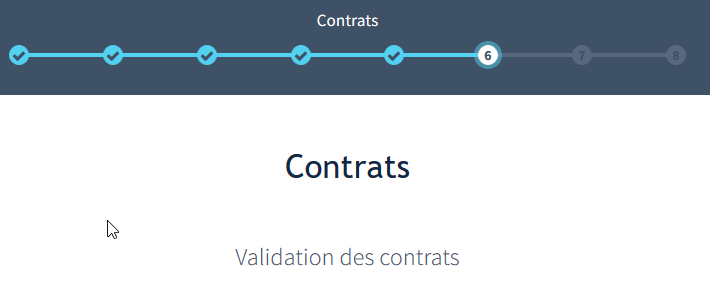 Contrats
6 7 8
Contrats
Validation des contrats